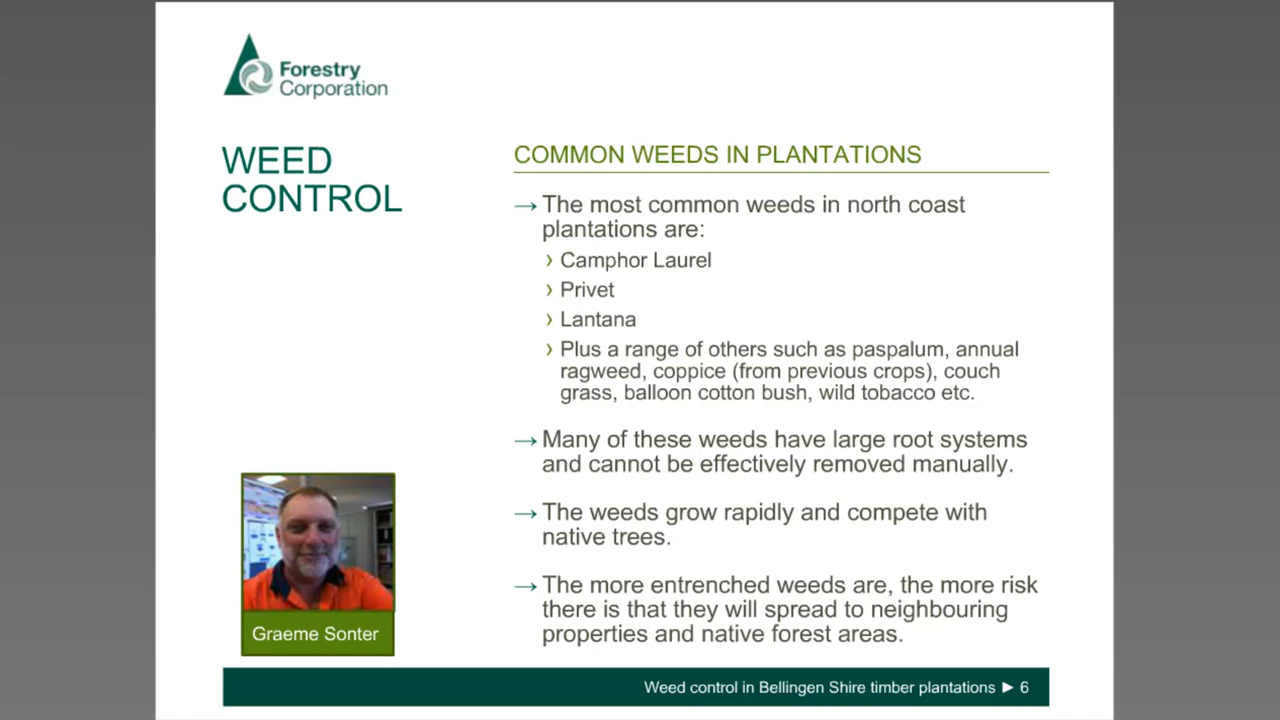 Forestry
Corporation
WEED
CONTROL
COMMON WEEDS IN PLANTATIONS
→ The most common weeds in north coast
plantations are:
› Camphor Laurel
› Privet
› Lantana
› Plus a range of others such as paspalum, annual
ragweed, coppice (from previous crops), couch
grass, balloon cotton bush, wild tobacco etc.
→ Many of these weeds have large root systems
and cannot be effectively removed manually.
→ The weeds grow rapidly and compete with
native trees.
→ The more entrenched weeds are, the more risk
there is that they will spread to neighbouring
properties and native forest areas.
Graeme Sonter
Weed control in Bellingen Shire timber plantations ► 6